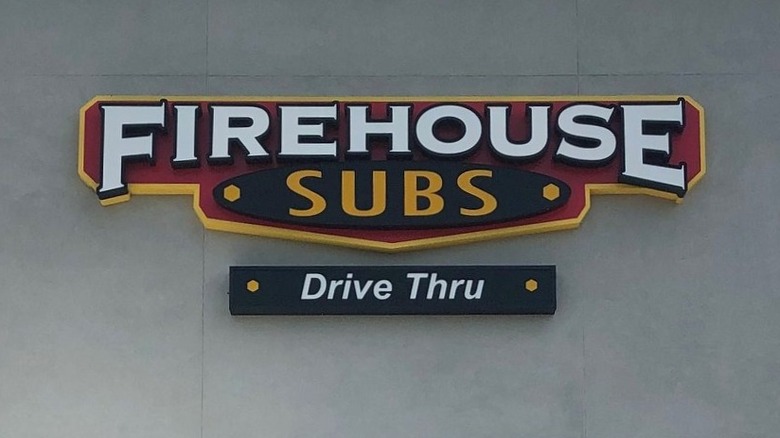 FIREHOUSE
SUBS
Drive Thru